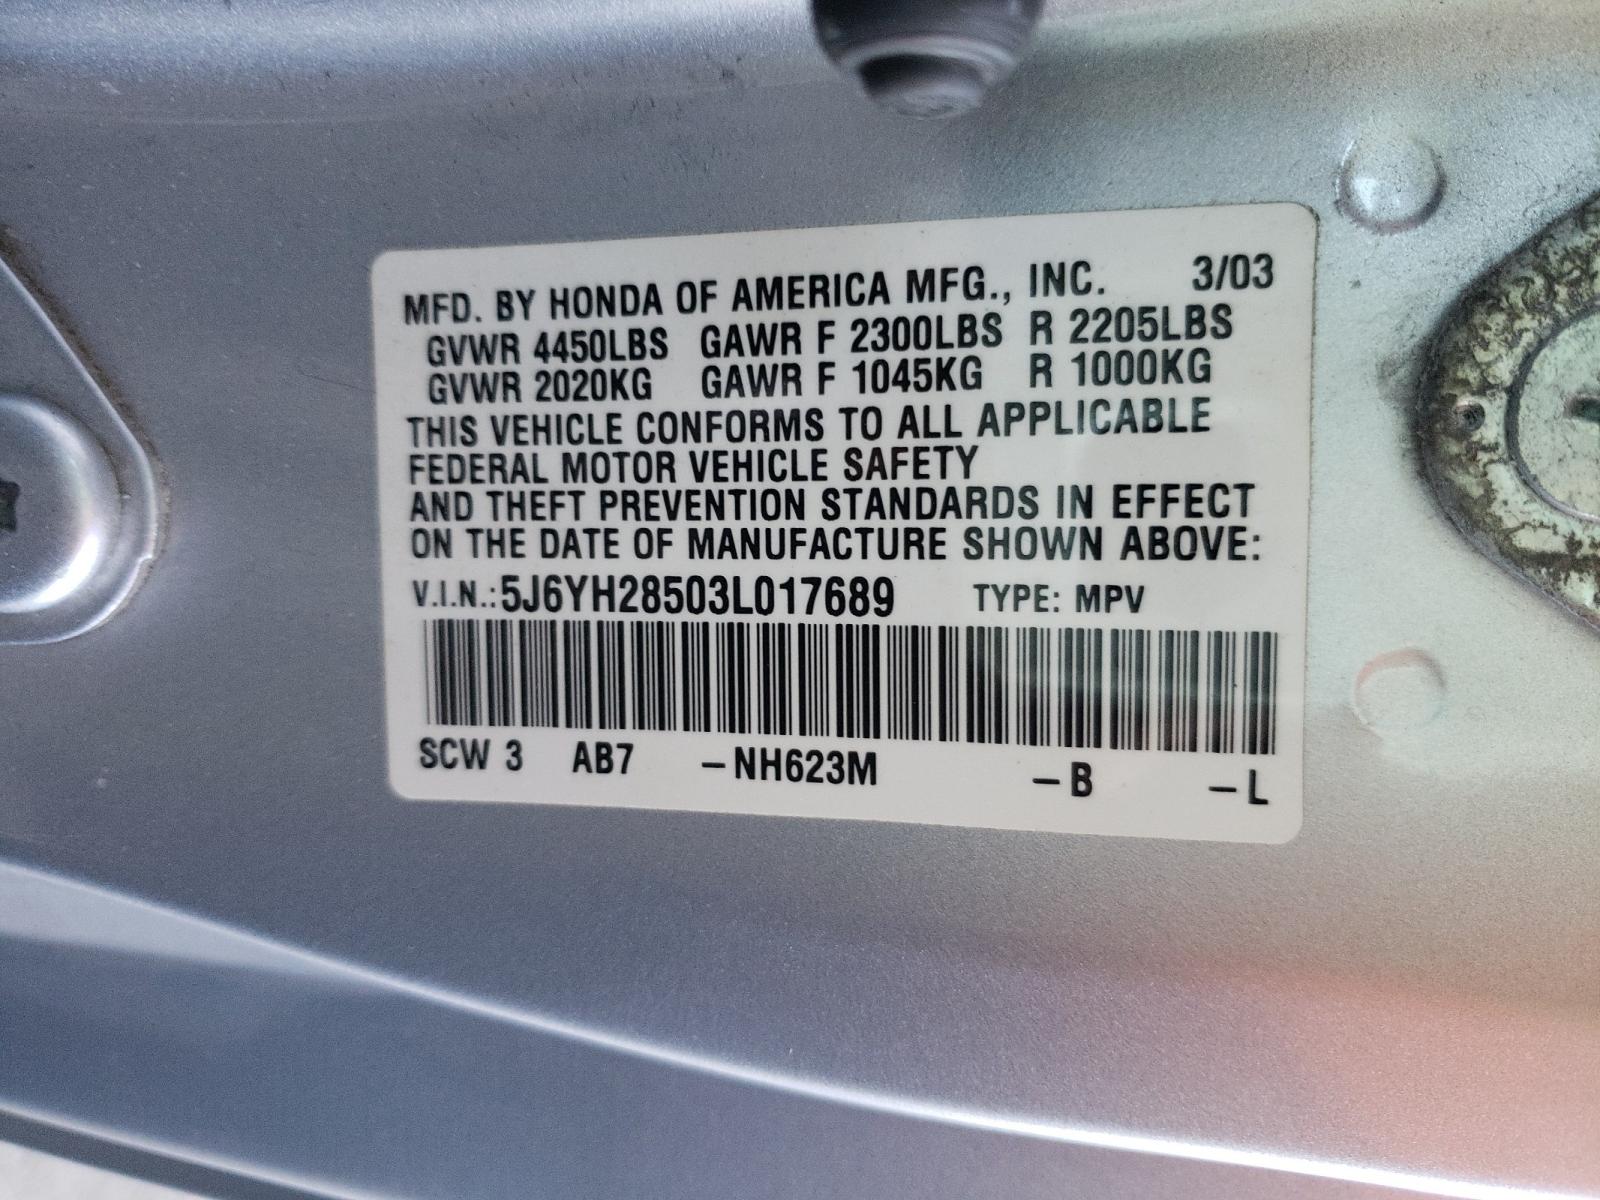 MFD. BY HONDA OF AMERICA MFG., INC. 3/03
GVWR 4450LBS GAWR F 2300LBS R 2205LBS
GVWR 2020KG GAWR F 1045KG R 1000KG
THIS VEHICLE CONFORMS TO ALL APPLICABLE
FEDERAL MOTOR VEHICLE SAFETY
AND THEFT PREVENTION STANDARDS IN EFFECT
ON THE DATE OF MANUFACTURE SHOWN ABOVE:
V.I.N.: 5J6YH28503L017689 TYPE: MPV
SCW 3 AB7 -NH623M -B -L